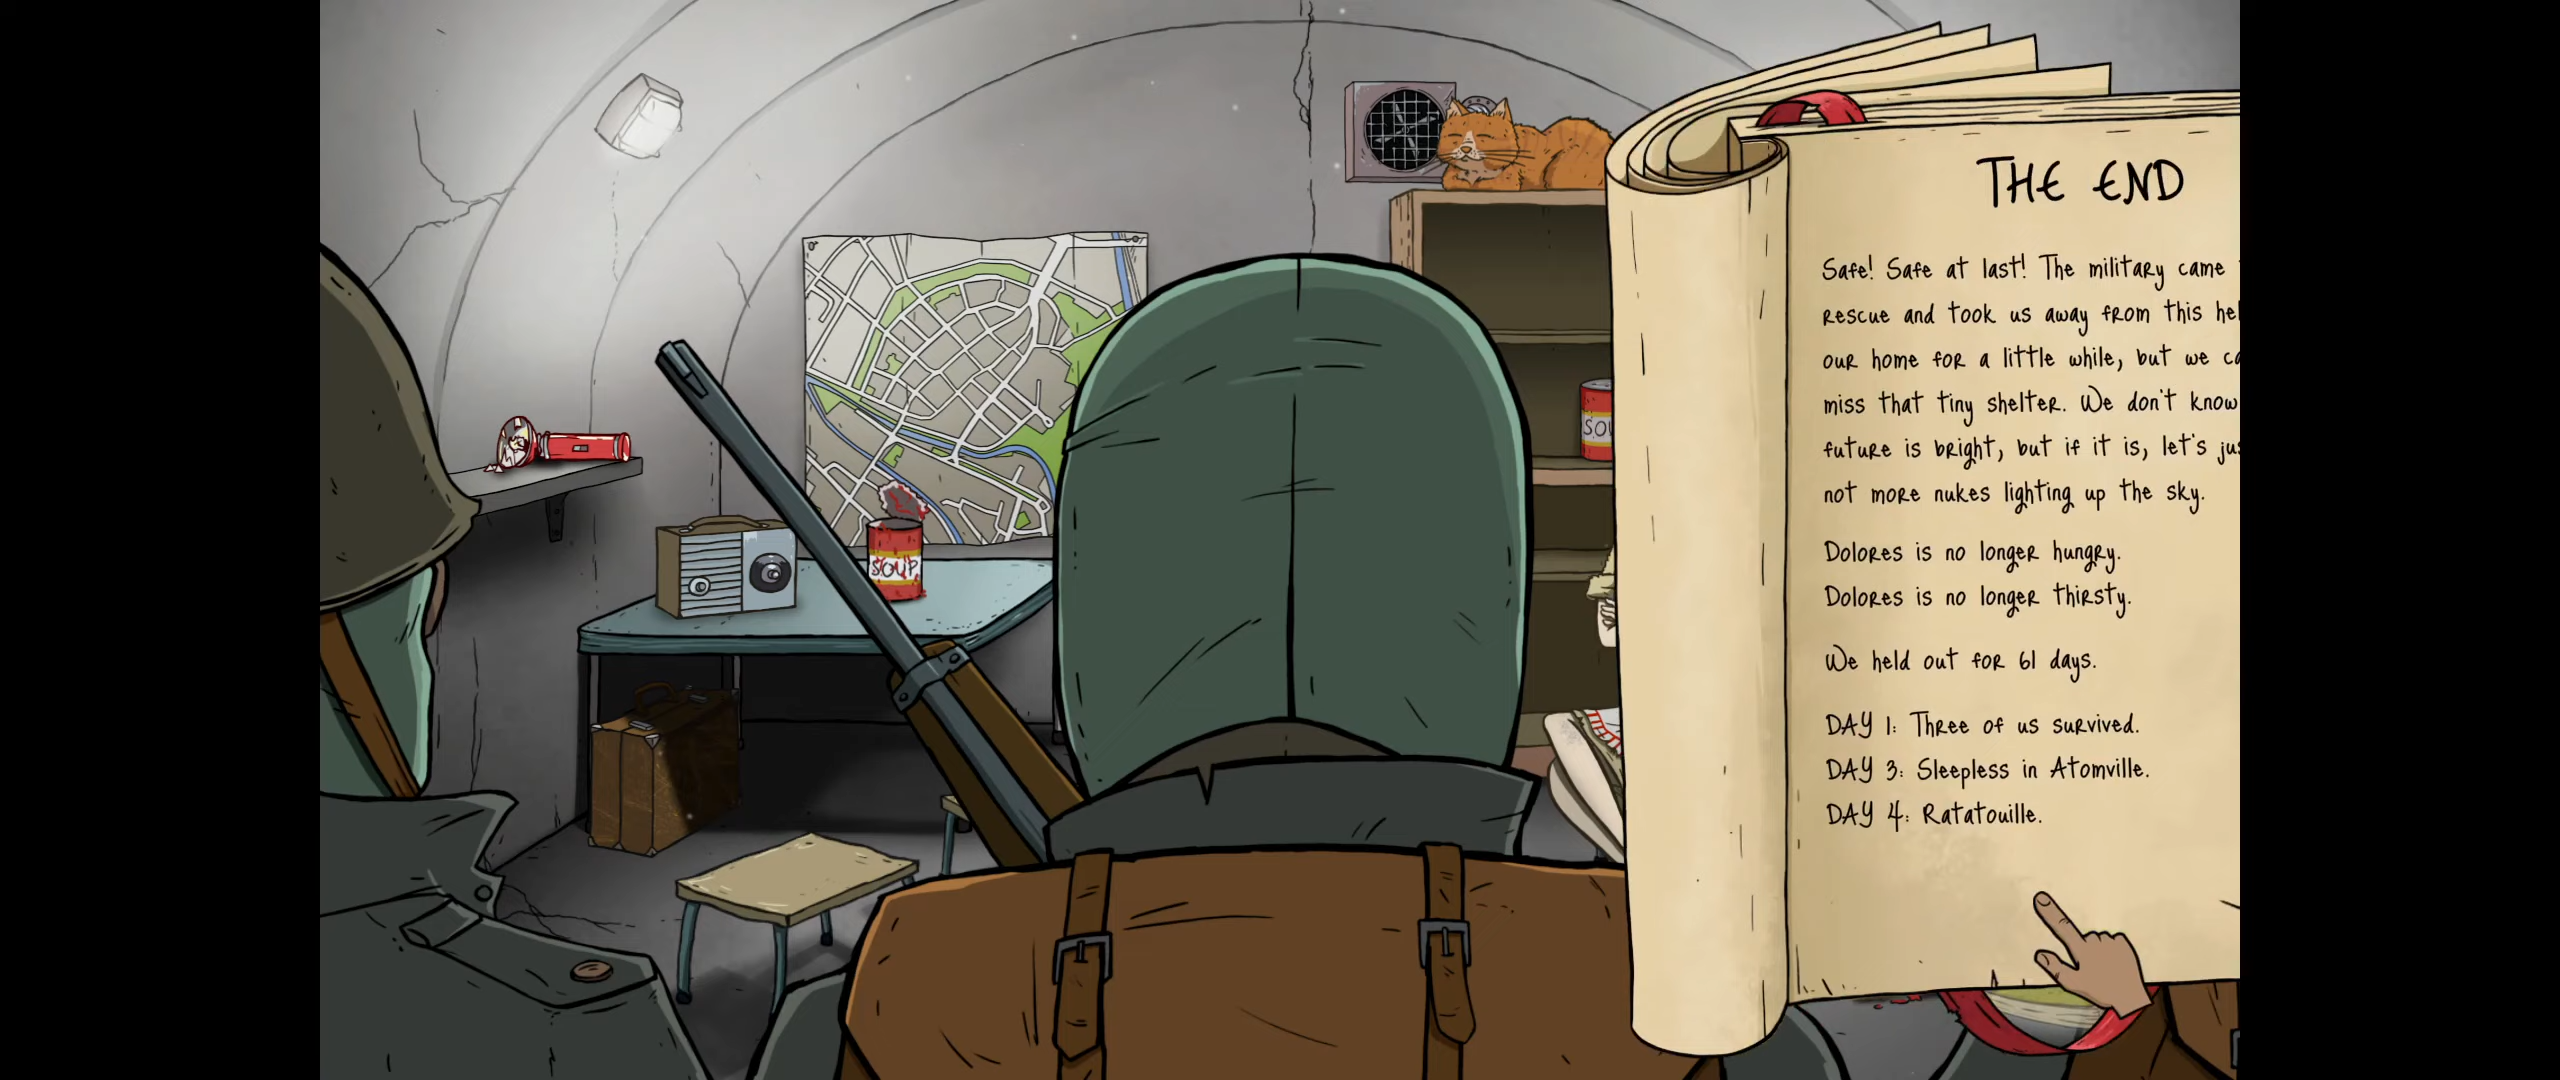 THE END
Safe! Safe at last! The military came
rescue and took us away from this
our home for a little while, but we
miss that tiny shelter. We don't know
future is bright, but if it is, let's
not more nukes lighting up the sky.
Dolores is no longer hungry.
Dolores is no longer thirsty.
We held out for 61 days.
DAY 1: Three of us survived.
DAY 3: Sleepless in Atomville.
DAY 4: Ratatouille.
SOUP